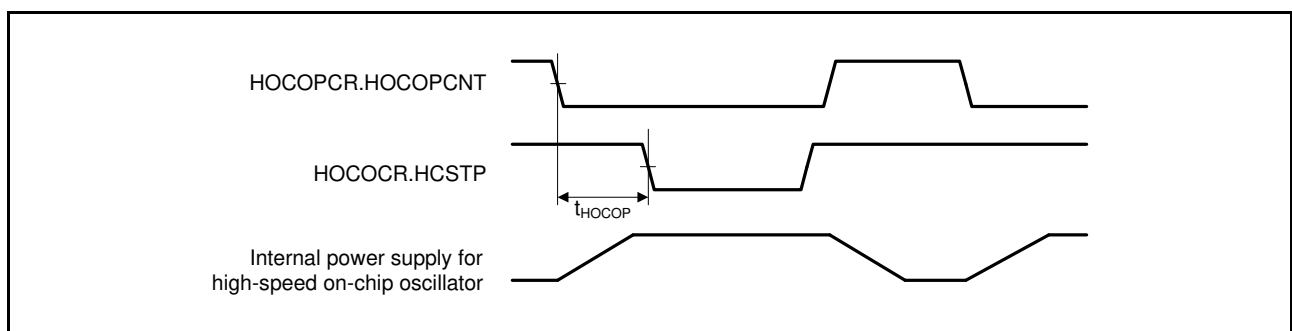 HOCOPCR.HOCOPCNT
HOCOCR.HCSTP
tHOCOP
Internal power supply for
high-speed on-chip oscillator